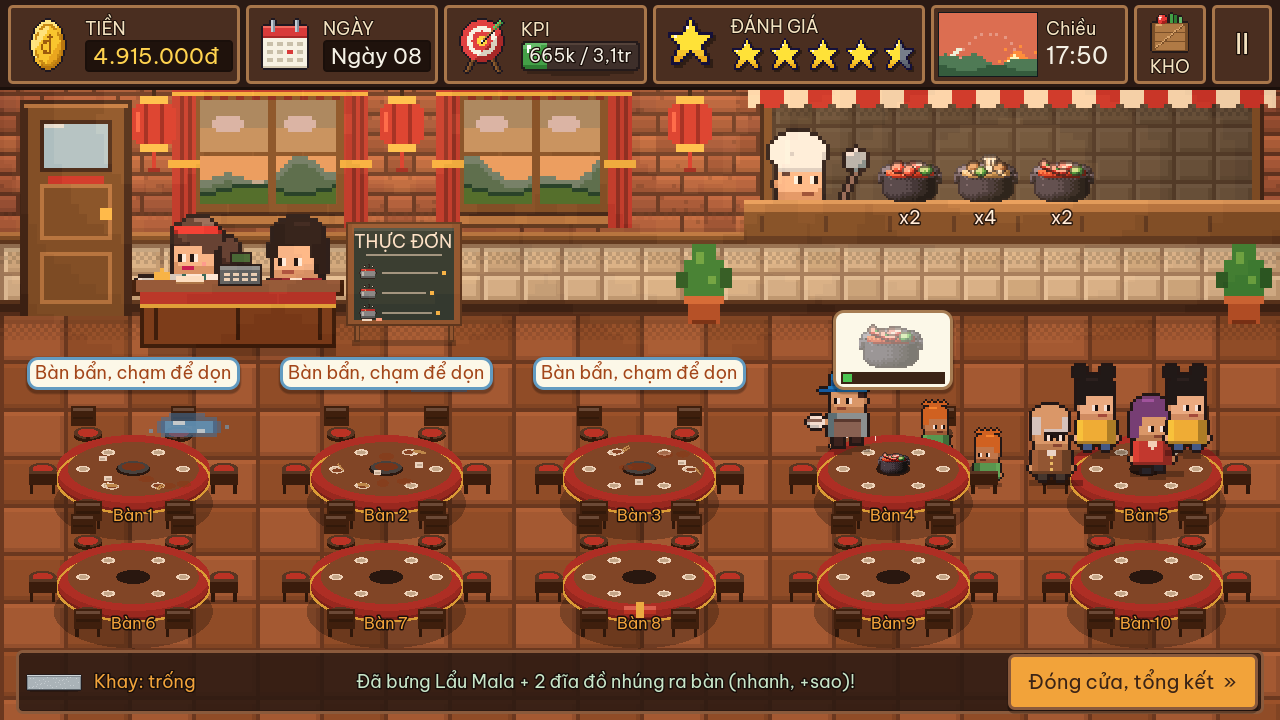 TIỀN
4.915.000đ
NGÀY
Ngày 08
KPI
665k / 3,1tr
ĐÁNH GIÁ
Chiều
17:50
KHO
x2
x4
x2
THỰC ĐƠN
Bàn bẩn, chạm để dọn
Bàn bẩn, chạm để dọn
Bàn bẩn, chạm để dọn
Bàn 1
Bàn 2
Bàn 3
Bàn 4
Bàn 5
Bàn 6
Bàn 7
Bàn 8
Bàn 9
Bàn 10
Khay: trống
Đã bưng Lẩu Mala + 2 đĩa đồ nhúng ra bàn (nhanh, +sao)!
Đóng cửa, tổng kết »